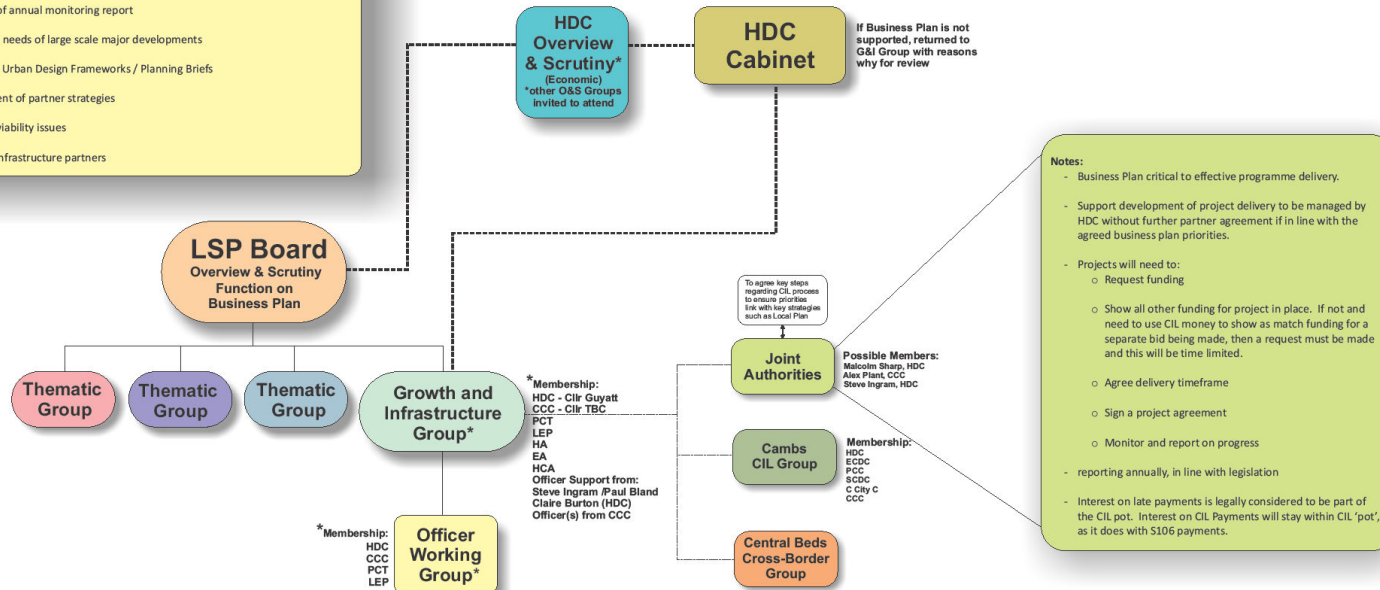 of annual monitoring report
needs of large scale major developments
Urban Design Frameworks / Planning Briefs
ent of partner strategies
viability issues
nfrastructure partners
HDC
Overview
& Scrutiny*
(Economic)
*other O&S Groups
invited to attend
HDC
Cabinet
If Business Plan is not
supported, returned to
G&I Group with reasons
why for review
LSP Board
Overview & Scrutiny
Function on
Business Plan
Thematic
Group
Thematic
Group
Thematic
Group
Growth and
Infrastructure
Group*
*Membership:
HDC - Cllr Guyatt
CCC - Cllr TBC
PCT
LEP
HA
EA
HCA
Officer Support from:
Steve Ingram /Paul Bland
Claire Burton (HDC)
Officer(s) from CCC
*Membership:
HDC
CCC
PCT
LEP
Officer
Working
Group*
To agree key steps
regarding CIL process
to ensure priorities
link with key strategies
such as Local Plan
Joint
Authorities
Possible Members:
Malcolm Sharp, HDC
Alex Plant, CCC
Steve Ingram, HDC
Cambs
CIL Group
Membership:
HDC
ECDC
PCC
SCDC
C City C
CCC
Central Beds
Cross-Border
Group
Notes:
- Business Plan critical to effective programme delivery.
- Support development of project delivery to be managed by
HDC without further partner agreement if in line with the
agreed business plan priorities.
- Projects will need to:
o Request funding
o Show all other funding for project in place. If not and
need to use CIL money to show as match funding for a
separate bid being made, then a request must be made
and this will be time limited.
o Agree delivery timeframe
o Sign a project agreement
o Monitor and report on progress
- reporting annually, in line with legislation
- Interest on late payments is legally considered to be part of
the CIL pot. Interest on CIL Payments will stay within CIL ‘pot’,
as it does with S106 payments.